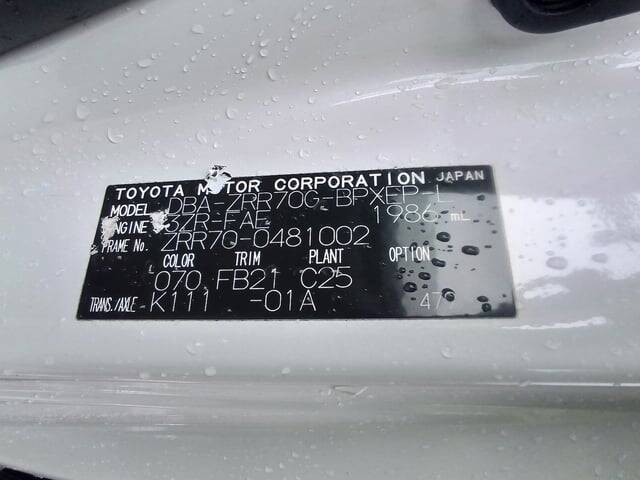 TOYOTA MOTOR CORPORATION JAPAN
MODEL DBA-ZRR70G-BPXEP-L
ENGINE 3ZR-FAE 1986 mL
FRAME No. ZRR70-0481002
COLOR TRIM PLANT OPTION
070 FB21 C25
TRANS./AXLE K111 -01A 47